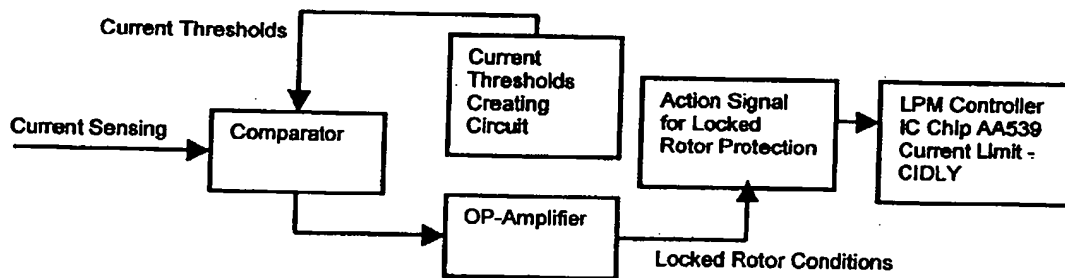 Current Thresholds
Current
Thresholds
Creating
Circuit
Action Signal
for Locked
Rotor Protection
LPM Controller
IC Chip AA539
Current Limit -
CIDLY
Current Sensing
Comparator
OP-Amplifier
Locked Rotor Conditions